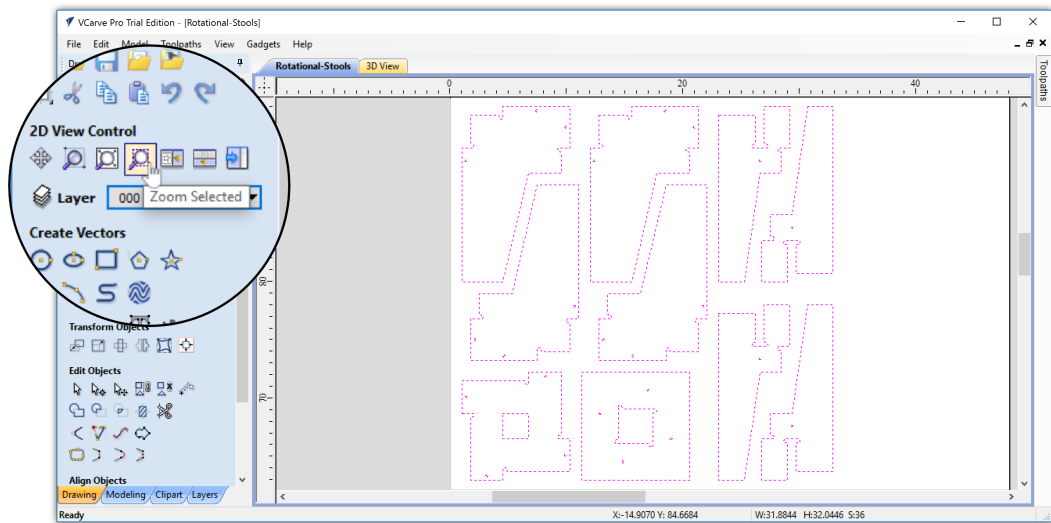 VCarve Pro Trial Edition - [Rotational-Stools]
File Edit Model Toolpaths View Gadgets Help
Rotational-Stools 3D View
Toolpaths
0 20 40
2D View Control
Layer 000
Zoom Selected
Create Vectors
80
Transform Objects
Edit Objects
70
Align Objects
Drawing Modeling Clipart Layers
Ready X:-14.9070 Y: 84.6684 W:31.8844 H:32.0446 S:36